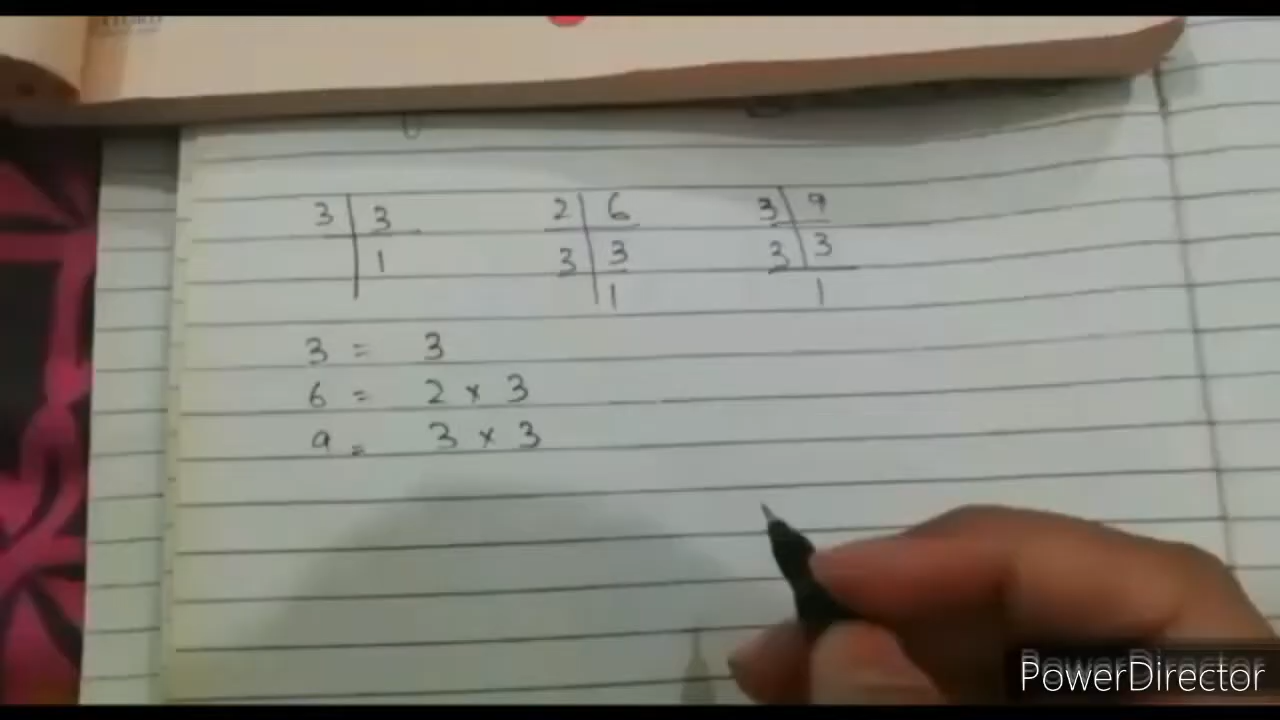 3 | 3    2 | 6    3 | 9
1    3 | 3    3 | 3
1    1
3 = 3
6 = 2 × 3
9 = 3 × 3
PowerDirector